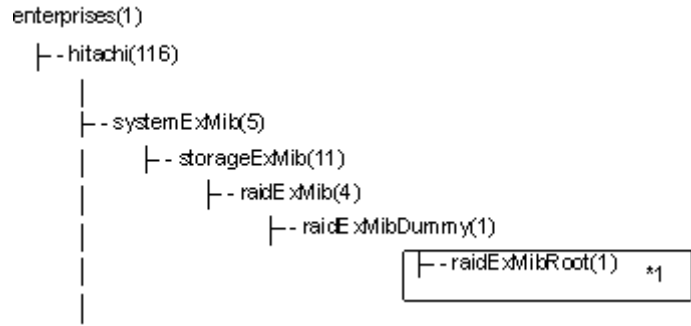 enterprises(1)
hitachi(116)
systemExMib(5)
storageExMib(11)
raidExMib(4)
raidExMibDummy(1)
raidExMibRoot(1) *1